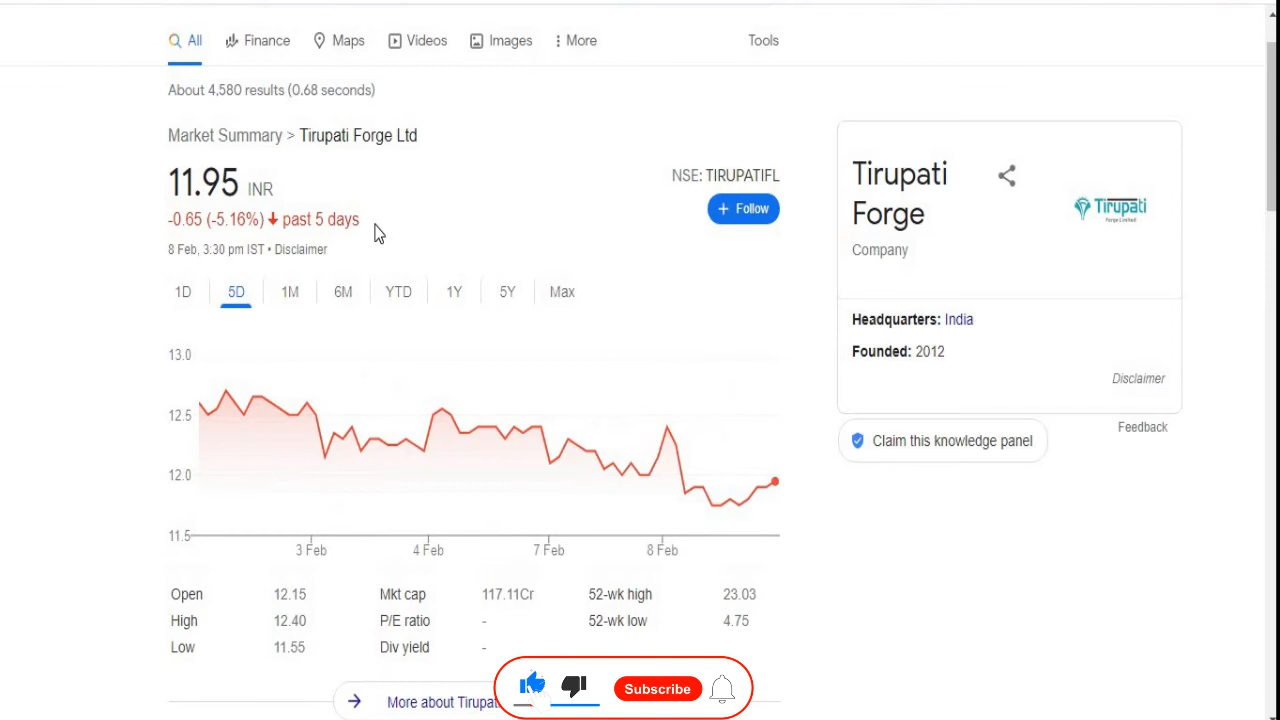 All Finance Maps Videos Images More Tools
About 4,580 results (0.68 seconds)
Market Summary > Tirupati Forge Ltd
11.95 INR
-0.65 (-5.16%) past 5 days
8 Feb, 3:30 pm IST • Disclaimer
NSE: TIRUPATIFL
+ Follow
1D 5D 1M 6M YTD 1Y 5Y Max
13.0
12.5
12.0
11.5
3 Feb 4 Feb 7 Feb 8 Feb
Open 12.15 Mkt cap 117.11Cr 52-wk high 23.03
High 12.40 P/E ratio - 52-wk low 4.75
Low 11.55 Div yield -
More about Tirupat
Subscribe
Tirupati
Forge
Company
Tirupati
Forge Limited
Headquarters: India
Founded: 2012
Disclaimer
Feedback
Claim this knowledge panel